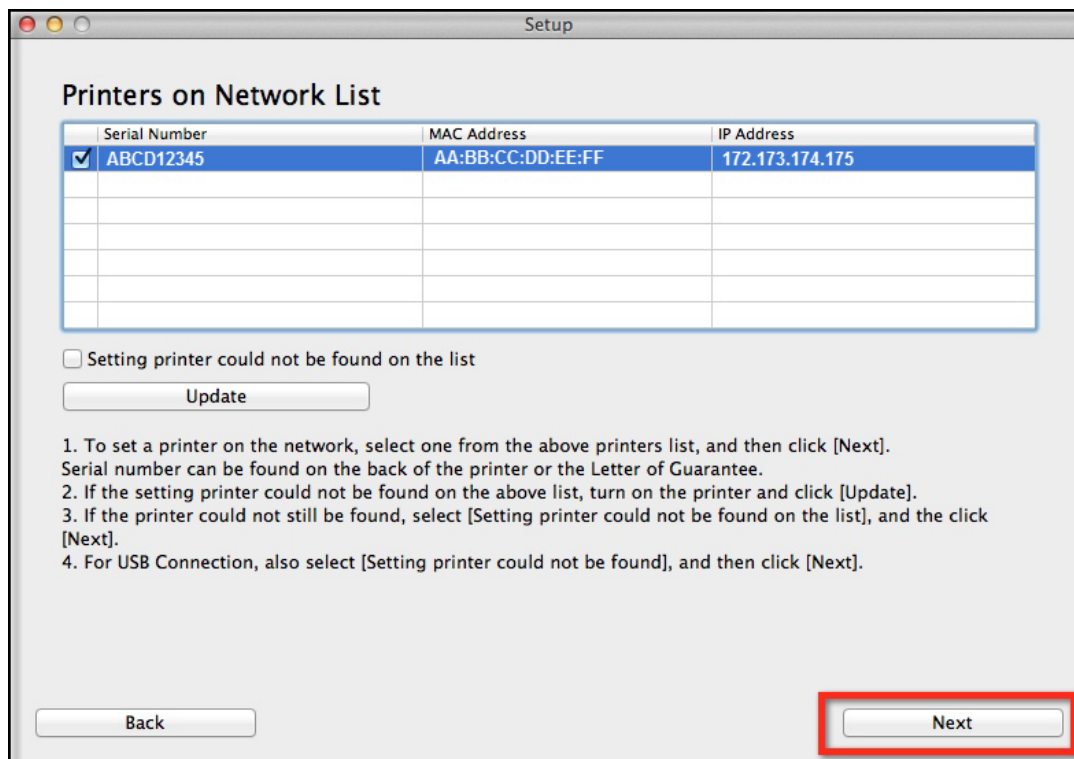 Setup
Printers on Network List
Serial Number MAC Address IP Address
ABCD12345 AA:BB:CC:DD:EE:FF 172.173.174.175
Setting printer could not be found on the list
Update
1. To set a printer on the network, select one from the above printers list, and then click [Next].
Serial number can be found on the back of the printer or the Letter of Guarantee.
2. If the setting printer could not be found on the above list, turn on the printer and click [Update].
3. If the printer could not still be found, select [Setting printer could not be found on the list], and the click
[Next].
4. For USB Connection, also select [Setting printer could not be found], and then click [Next].
Back Next